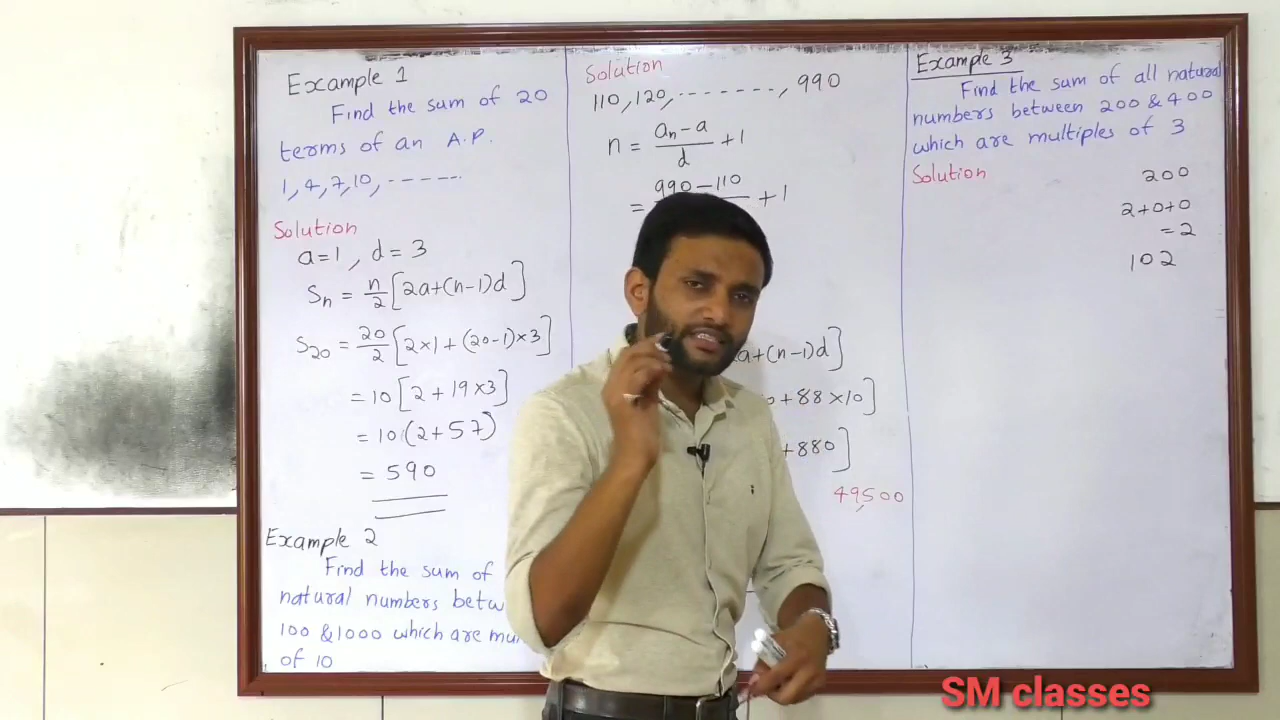 Example 1
Find the sum of 20
terms of an A.P.
1, 4, 7, 10, ------
Solution
a=1, d=3
Sn = n/2 [2a+(n-1)d]
S20 = 20/2 [2×1 + (20-1)×3]
= 10 [2 + 19×3]
= 10 (2+57)
= 590
Example 2
Find the sum of
natural numbers
100 & 1000 which are
of 10
Solution
110, 120, ........, 990
n = an-a/d +1
= 990-110 +1
a+(n-1)d]
+88×10]
+880]
49,500
Example 3
Find the sum of all natural
numbers between 200 & 400
which are multiples of 3
Solution
200
2+0+0
= 2
102
SM classes